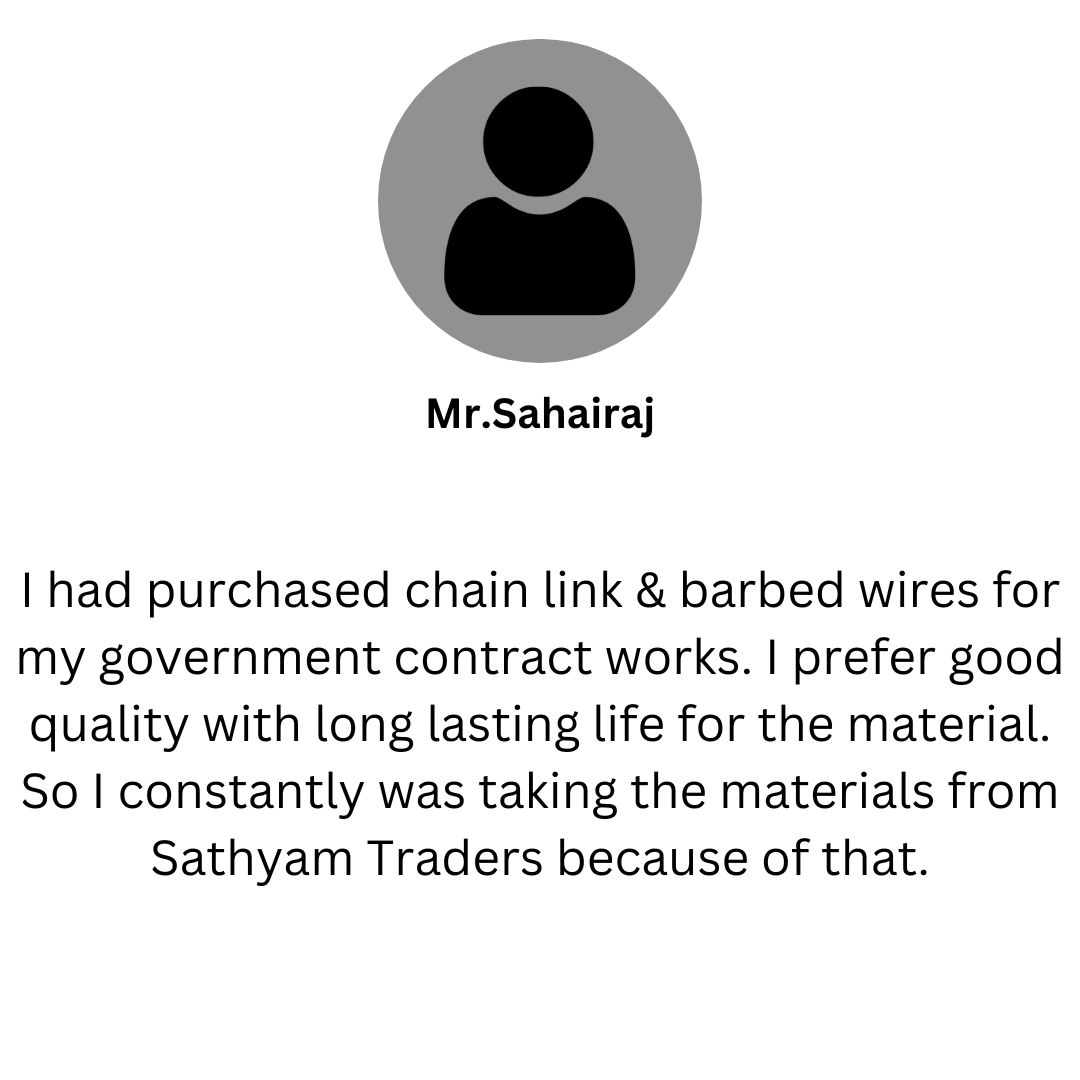 Mr.Sahairaj
I had purchased chain link & barbed wires for
my government contract works. I prefer good
quality with long lasting life for the material.
So I constantly was taking the materials from
Sathyam Traders because of that.